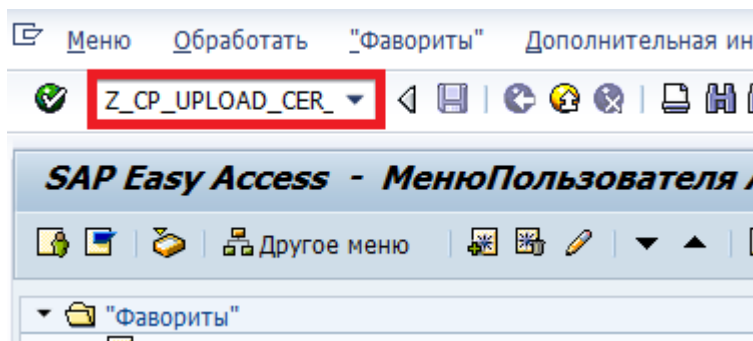 Меню Обработать "Фавориты" Дополнительная ин
Z_CP_UPLOAD_CER_
SAP Easy Access - МенюПользователя
Другое меню
"Фавориты"